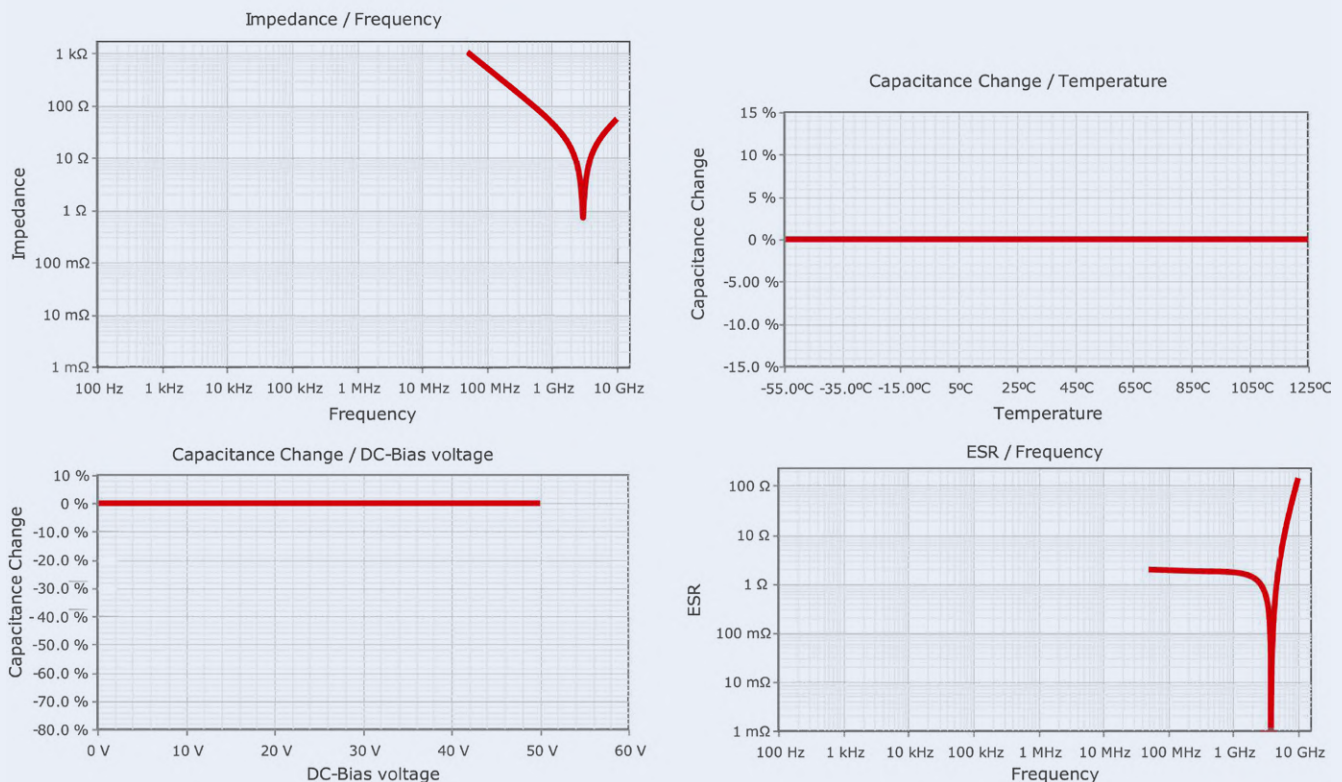 Impedance / Frequency
1 kΩ
100 Ω
10 Ω
1 Ω
100 mΩ
10 mΩ
1 mΩ
Impedance
100 Hz 1 kHz 10 kHz 100 kHz 1 MHz 10 MHz 100 MHz 1 GHz 10 GHz
Frequency
Capacitance Change / Temperature
15 %
10 %
5 %
0 %
-5.00 %
-10.0 %
-15.0 %
Capacitance Change
-55.0ºC -35.0ºC -15.0ºC 5ºC 25ºC 45ºC 65ºC 85ºC 105ºC 125ºC
Temperature
Capacitance Change / DC-Bias voltage
10 %
0 %
-10.0 %
-20.0 %
-30.0 %
-40.0 %
-50.0 %
-60.0 %
-70.0 %
-80.0 %
Capacitance Change
0 V 10 V 20 V 30 V 40 V 50 V 60 V
DC-Bias voltage
ESR / Frequency
100 Ω
10 Ω
1 Ω
100 mΩ
10 mΩ
1 mΩ
ESR
100 Hz 1 kHz 10 kHz 100 kHz 1 MHz 10 MHz 100 MHz 1 GHz 10 GHz
Frequency